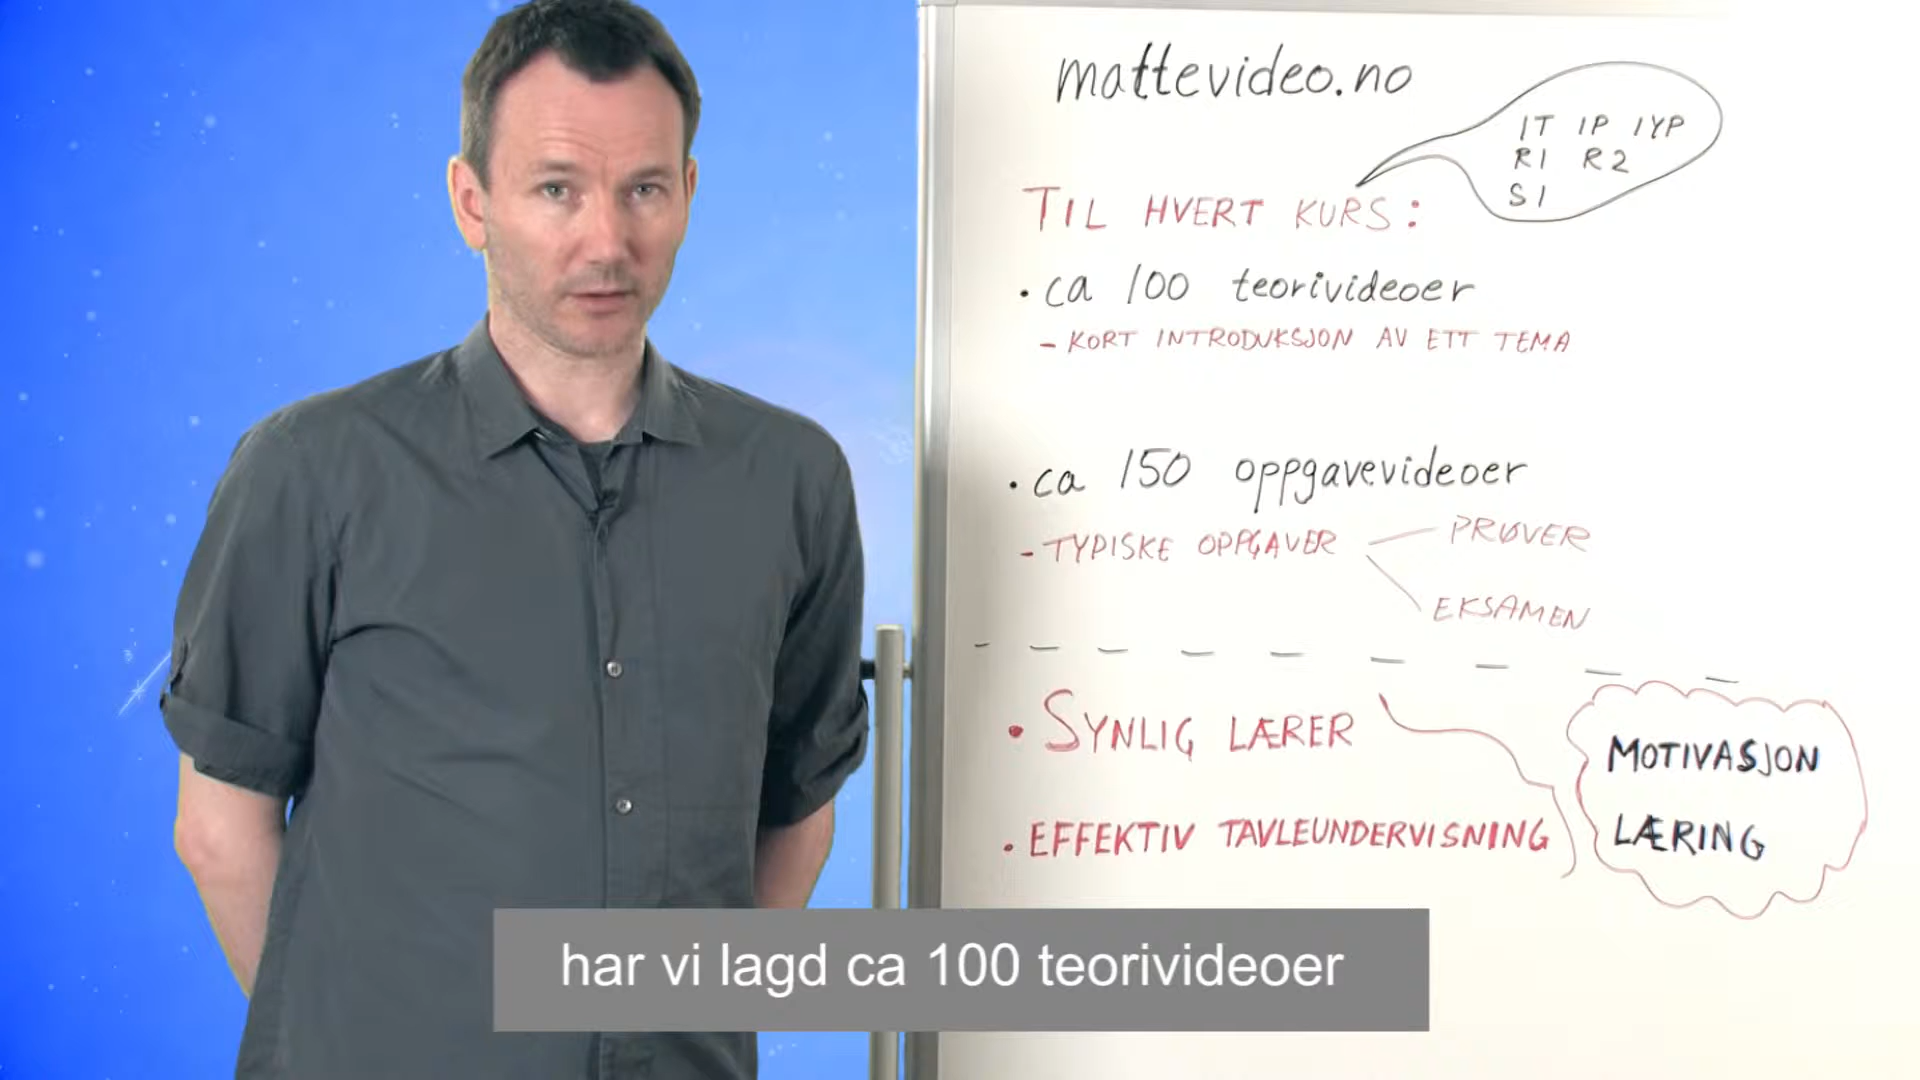 mattevideo.no
1T 1P 1YP
R1 R2
S1
TIL HVERT KURS:
• ca 100 teorivideoer
- KORT INTRODUKSJON AV ETT TEMA
• ca 150 oppgavevideoer
- TYPISKE OPPGAVER
PRØVER
EKSAMEN
• SYNLIG LÆRER
• EFFEKTIV TAVLEUNDERVISNING
MOTIVASJON
LÆRING
har vi lagd ca 100 teorivideoer